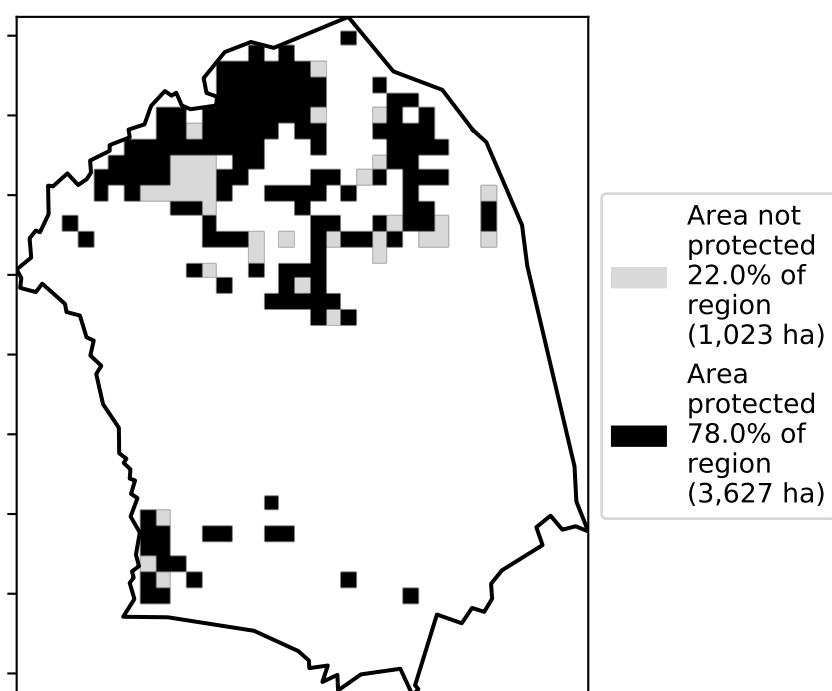 Area not
protected
22.0% of
region
(1,023 ha)
Area
protected
78.0% of
region
(3,627 ha)